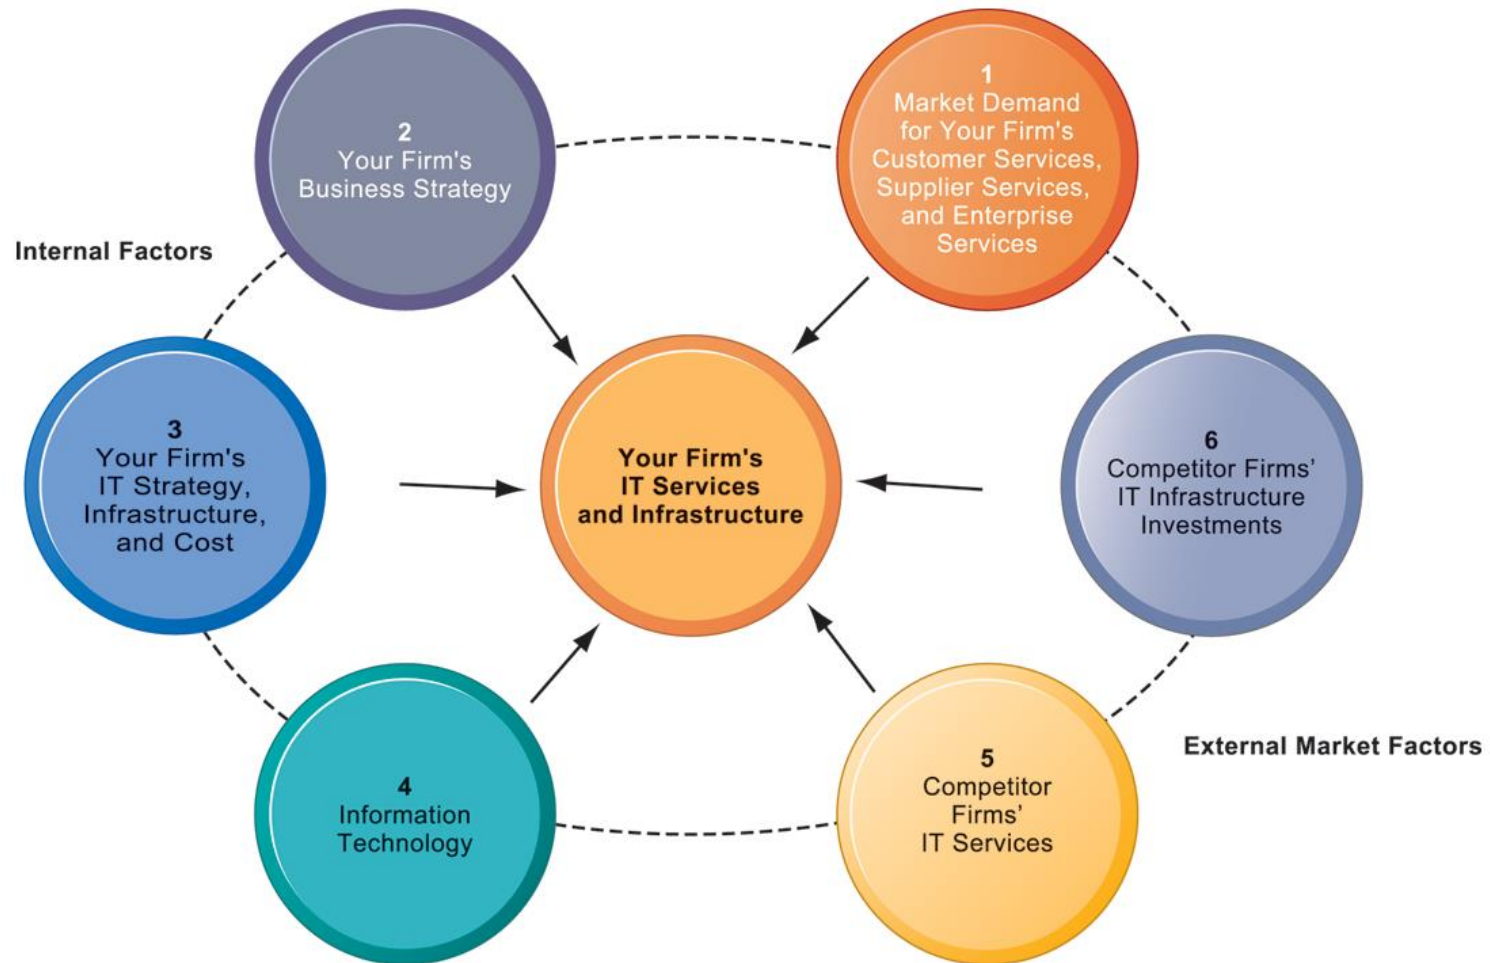 1
Market Demand
for Your Firm's
Customer Services,
Supplier Services,
and Enterprise
Services
2
Your Firm's
Business Strategy
Internal Factors
3
Your Firm's
IT Strategy,
Infrastructure,
and Cost
Your Firm's
IT Services
and Infrastructure
6
Competitor Firms’
IT Infrastructure
Investments
External Market Factors
4
Information
Technology
5
Competitor
Firms’
IT Services